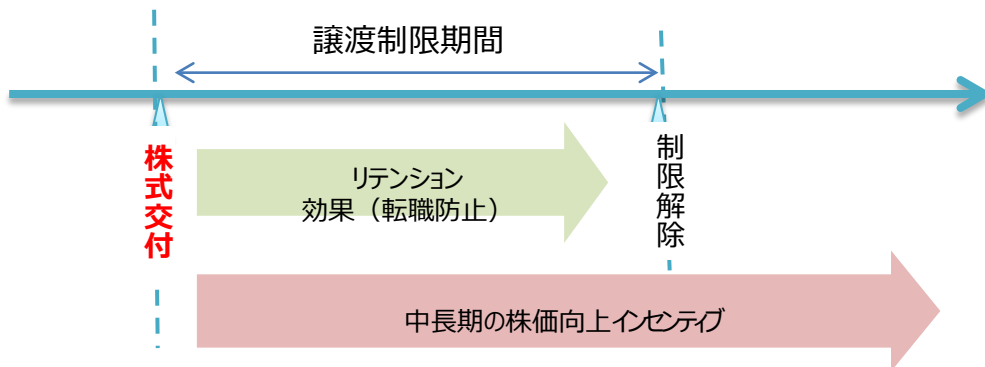 譲渡制限期間
株式交付
リテンション
効果（転職防止）
制限解除
中長期の株価向上インセンティブ